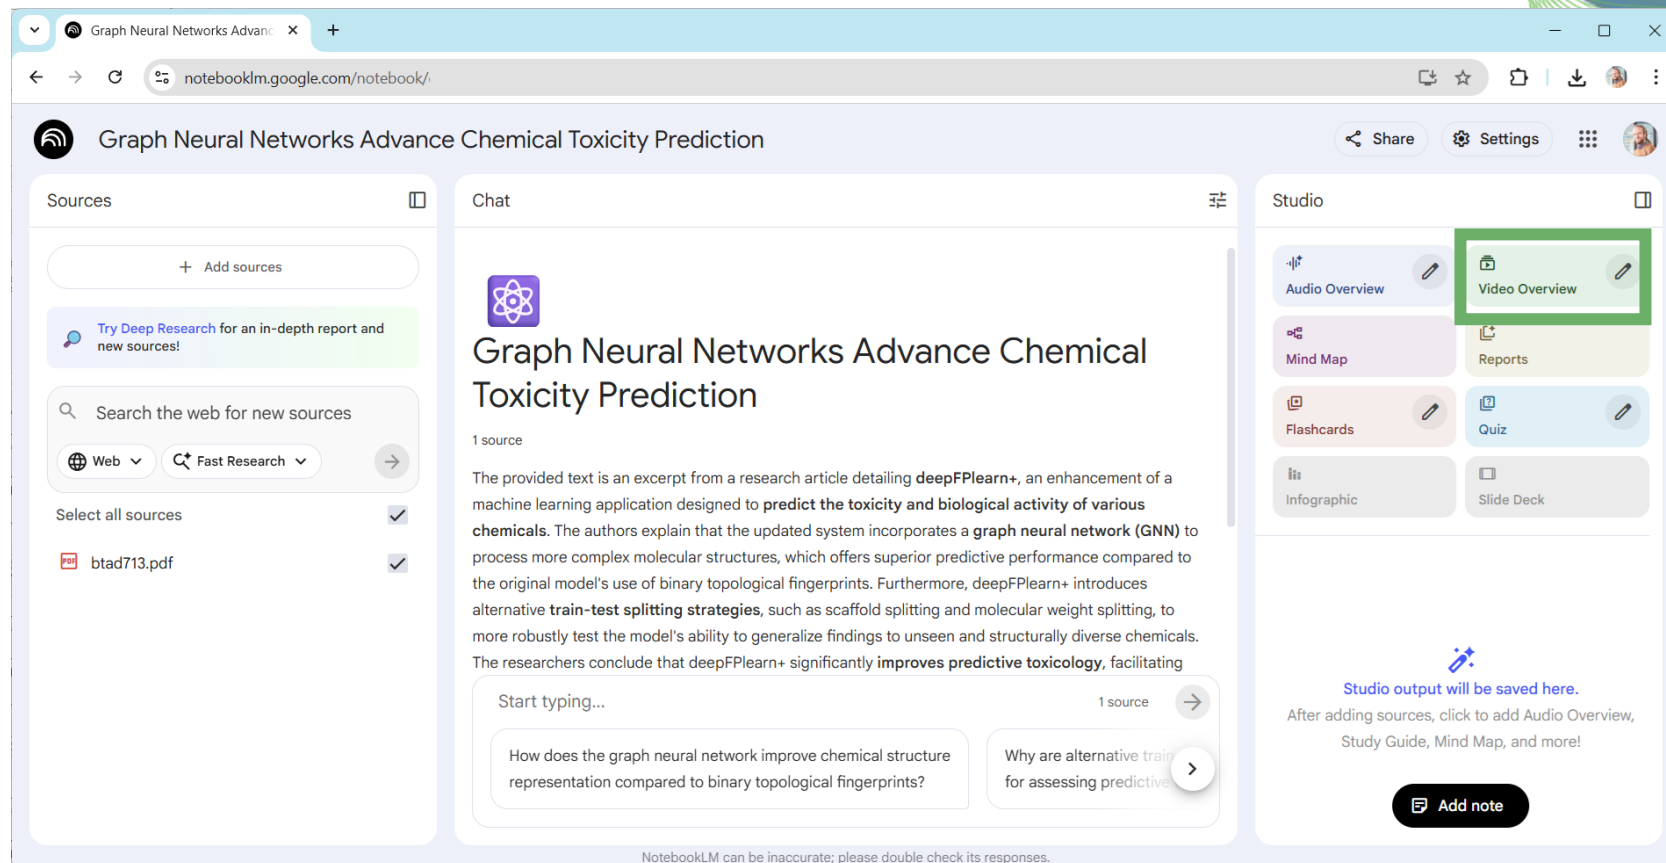 Graph Neural Networks Advanc
notebooklm.google.com/notebook/
Graph Neural Networks Advance Chemical Toxicity Prediction
Share
Settings
Sources
Add sources
Try Deep Research for an in-depth report and
new sources!
Search the web for new sources
Web
Fast Research
Select all sources
PDF
btad713.pdf
Chat
Graph Neural Networks Advance Chemical
Toxicity Prediction
1 source
The provided text is an excerpt from a research article detailing deepFPlearn+, an enhancement of a
machine learning application designed to predict the toxicity and biological activity of various
chemicals. The authors explain that the updated system incorporates a graph neural network (GNN) to
process more complex molecular structures, which offers superior predictive performance compared to
the original model's use of binary topological fingerprints. Furthermore, deepFPlearn+ introduces
alternative train-test splitting strategies, such as scaffold splitting and molecular weight splitting, to
more robustly test the model's ability to generalize findings to unseen and structurally diverse chemicals.
The researchers conclude that deepFPlearn+ significantly improves predictive toxicology, facilitating
Start typing...
1 source
How does the graph neural network improve chemical structure
representation compared to binary topological fingerprints?
Why are alternative train
for assessing predictive
NotebookLM can be inaccurate; please double check its responses.
Studio
Audio Overview
Video Overview
Mind Map
Reports
Flashcards
Quiz
Infographic
Slide Deck
Studio output will be saved here.
After adding sources, click to add Audio Overview,
Study Guide, Mind Map, and more!
Add note